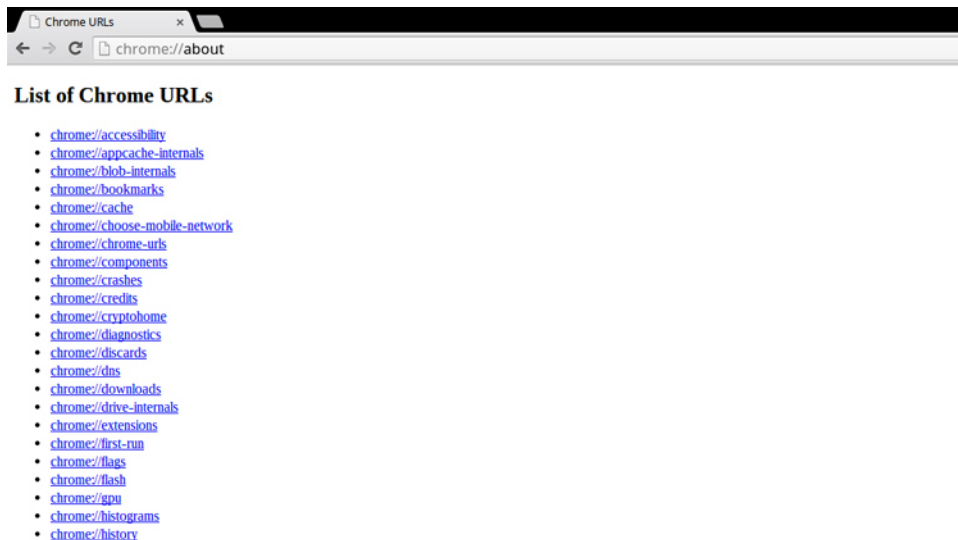 Chrome URLs
chrome://about
List of Chrome URLs
chrome://accessibility
chrome://appcache-internals
chrome://blob-internals
chrome://bookmarks
chrome://cache
chrome://choose-mobile-network
chrome://chrome-urls
chrome://components
chrome://crashes
chrome://credits
chrome://cryptohome
chrome://diagnostics
chrome://discards
chrome://dns
chrome://downloads
chrome://drive-internals
chrome://extensions
chrome://first-run
chrome://flags
chrome://flash
chrome://gpu
chrome://histograms
chrome://history